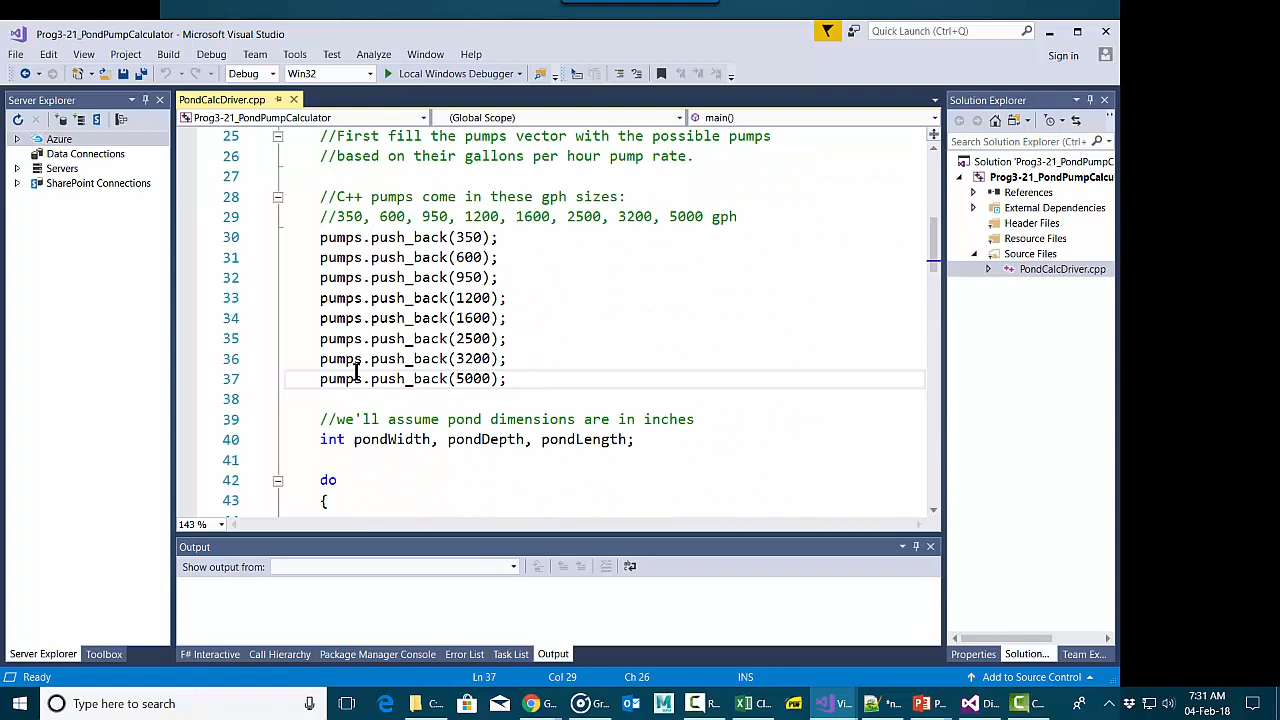 Prog3-21_PondPumpCalculator - Microsoft Visual Studio
Quick Launch (Ctrl+Q)
File Edit View Project Build Debug Team Tools Test Analyze Window Help
Sign in
Debug Win32 Local Windows Debugger
Server Explorer
PondCalcDriver.cpp
Solution Explorer
Prog3-21_PondPumpCalculator (Global Scope) main()
Azure
Data Connections
Servers
SharePoint Connections
25 //First fill the pumps vector with the possible pumps
26 //based on their gallons per hour pump rate.
27
28 //C++ pumps come in these gph sizes:
29 //350, 600, 950, 1200, 1600, 2500, 3200, 5000 gph
30 pumps.push_back(350);
31 pumps.push_back(600);
32 pumps.push_back(950);
33 pumps.push_back(1200);
34 pumps.push_back(1600);
35 pumps.push_back(2500);
36 pumps.push_back(3200);
37 pumps.push_back(5000);
38
39 //we'll assume pond dimensions are in inches
40 int pondWidth, pondDepth, pondLength;
41
42 do
43 {
143 %
Search Solution Explorer (Ctrl+
Solution 'Prog3-21_PondPumpC
Prog3-21_PondPumpCalcu
References
External Dependencies
Header Files
Resource Files
Source Files
PondCalcDriver.cpp
Output
Show output from:
Server Explorer Toolbox
F# Interactive Call Hierarchy Package Manager Console Error List Task List Output
Properties Solution... Team Ex...
Ready Ln 37 Col 29 Ch 26 INS Add to Source Control
Type here to search
C... G... Gr... R... Cl... Vi... *n... P... Di... C...
7:31 AM
04-Feb-18